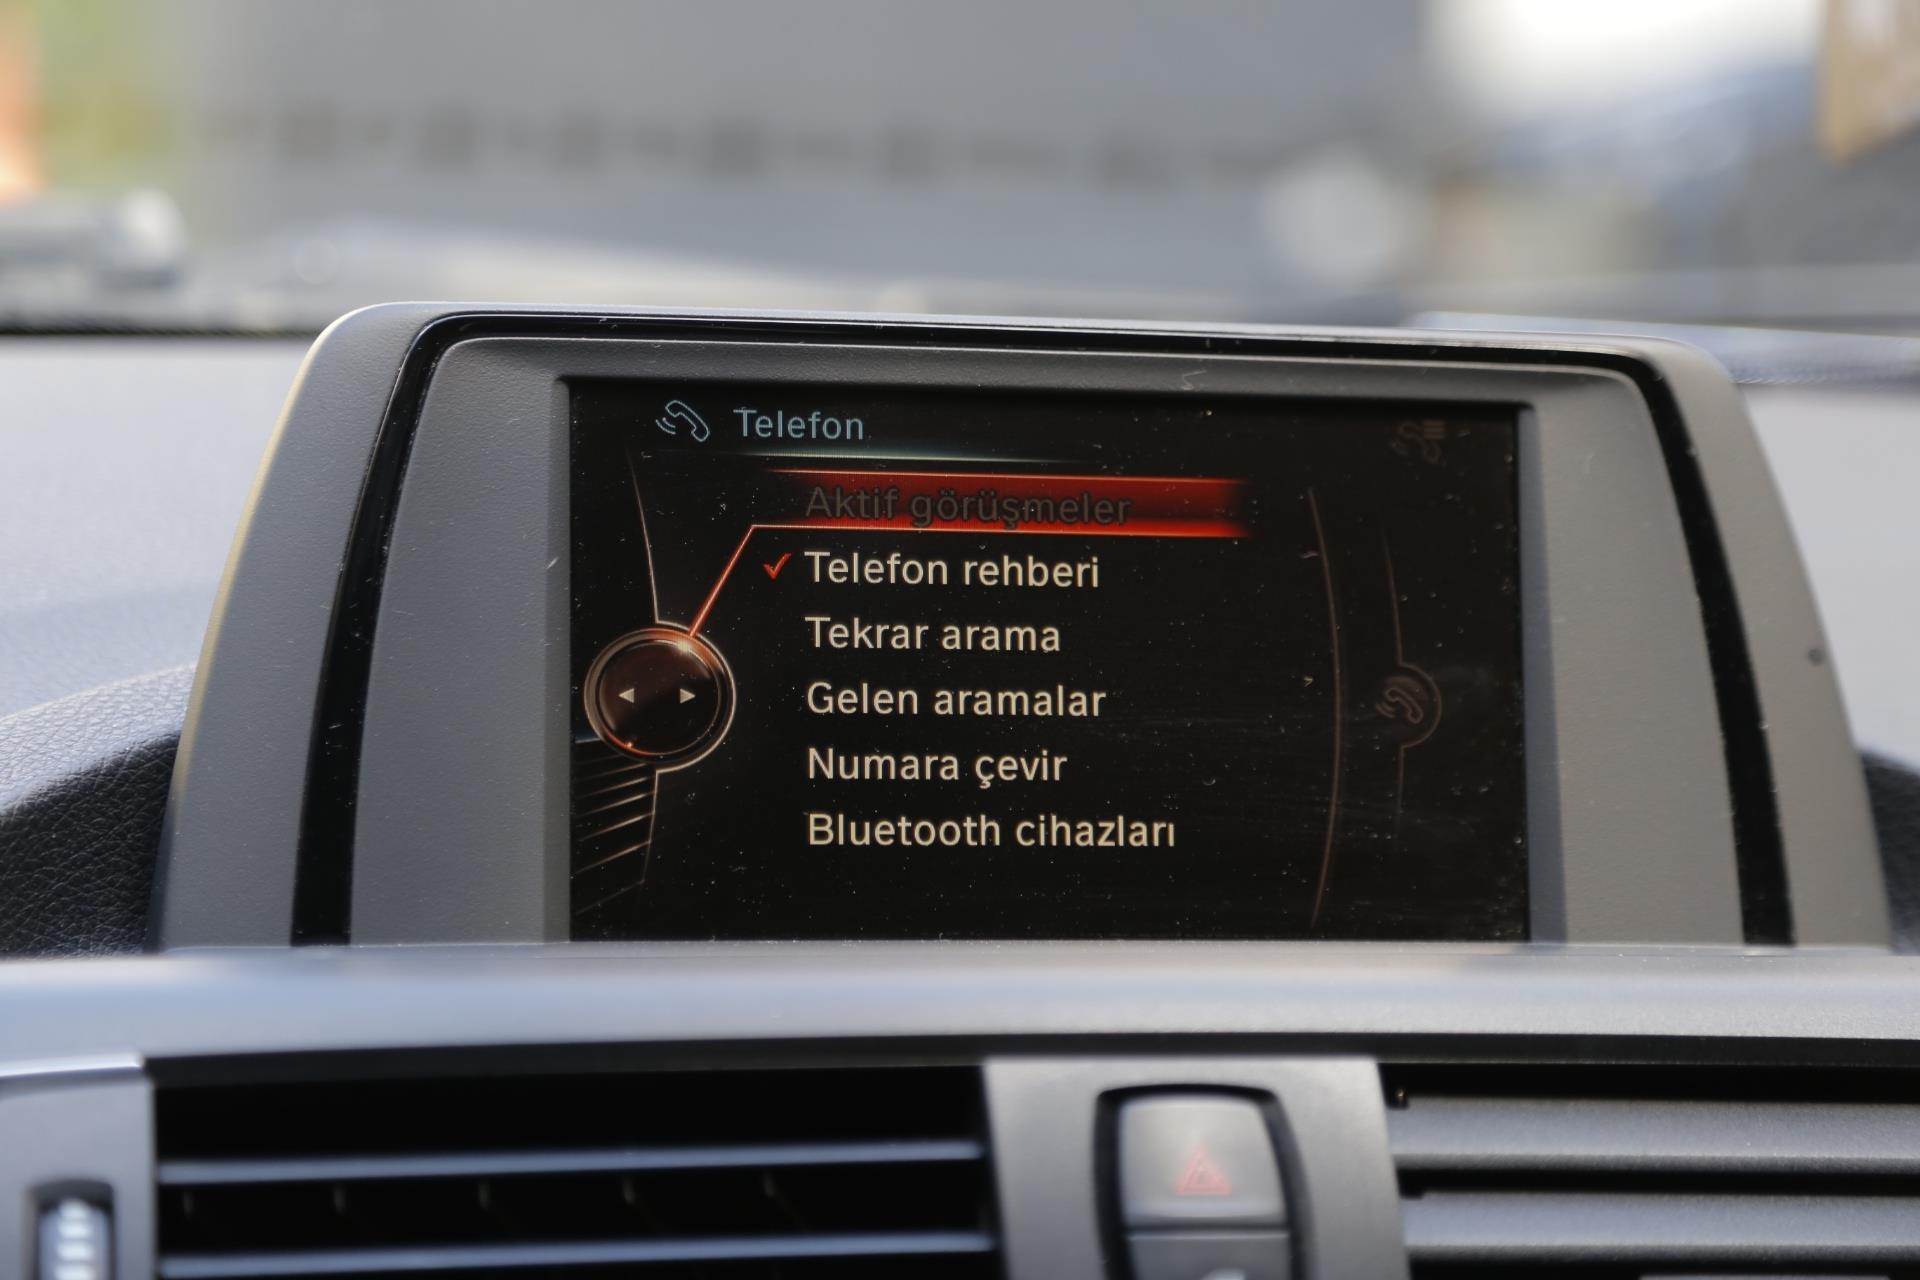 Telefon
Aktif görüşmeler
Telefon rehberi
Tekrar arama
Gelen aramalar
Numara çevir
Bluetooth cihazları